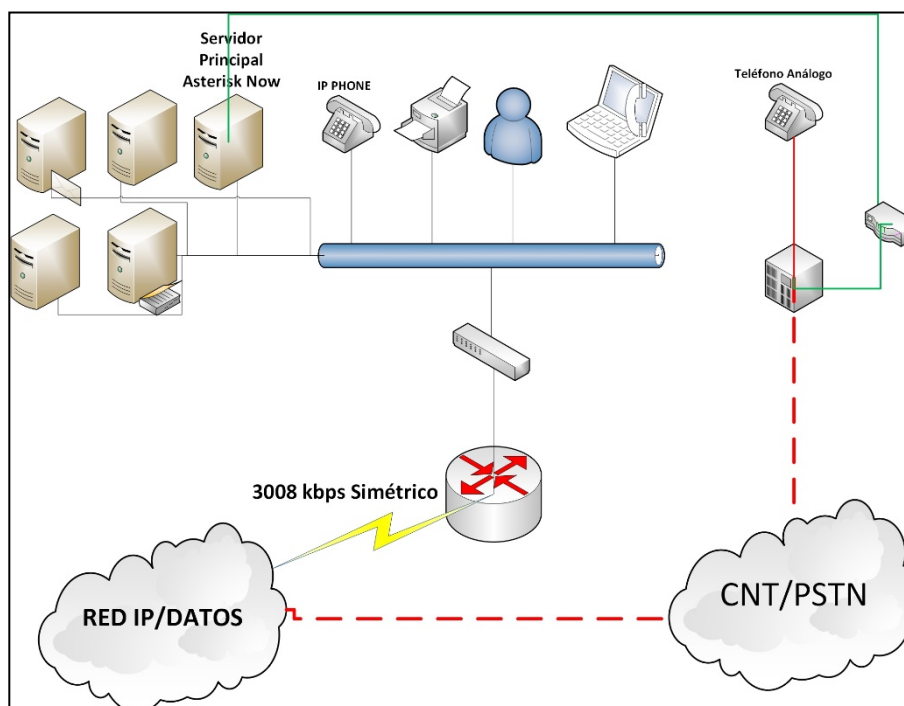 Servidor
Principal
Asterisk Now
IP PHONE
Teléfono Análogo
3008 kbps Simétrico
RED IP/DATOS
CNT/PSTN